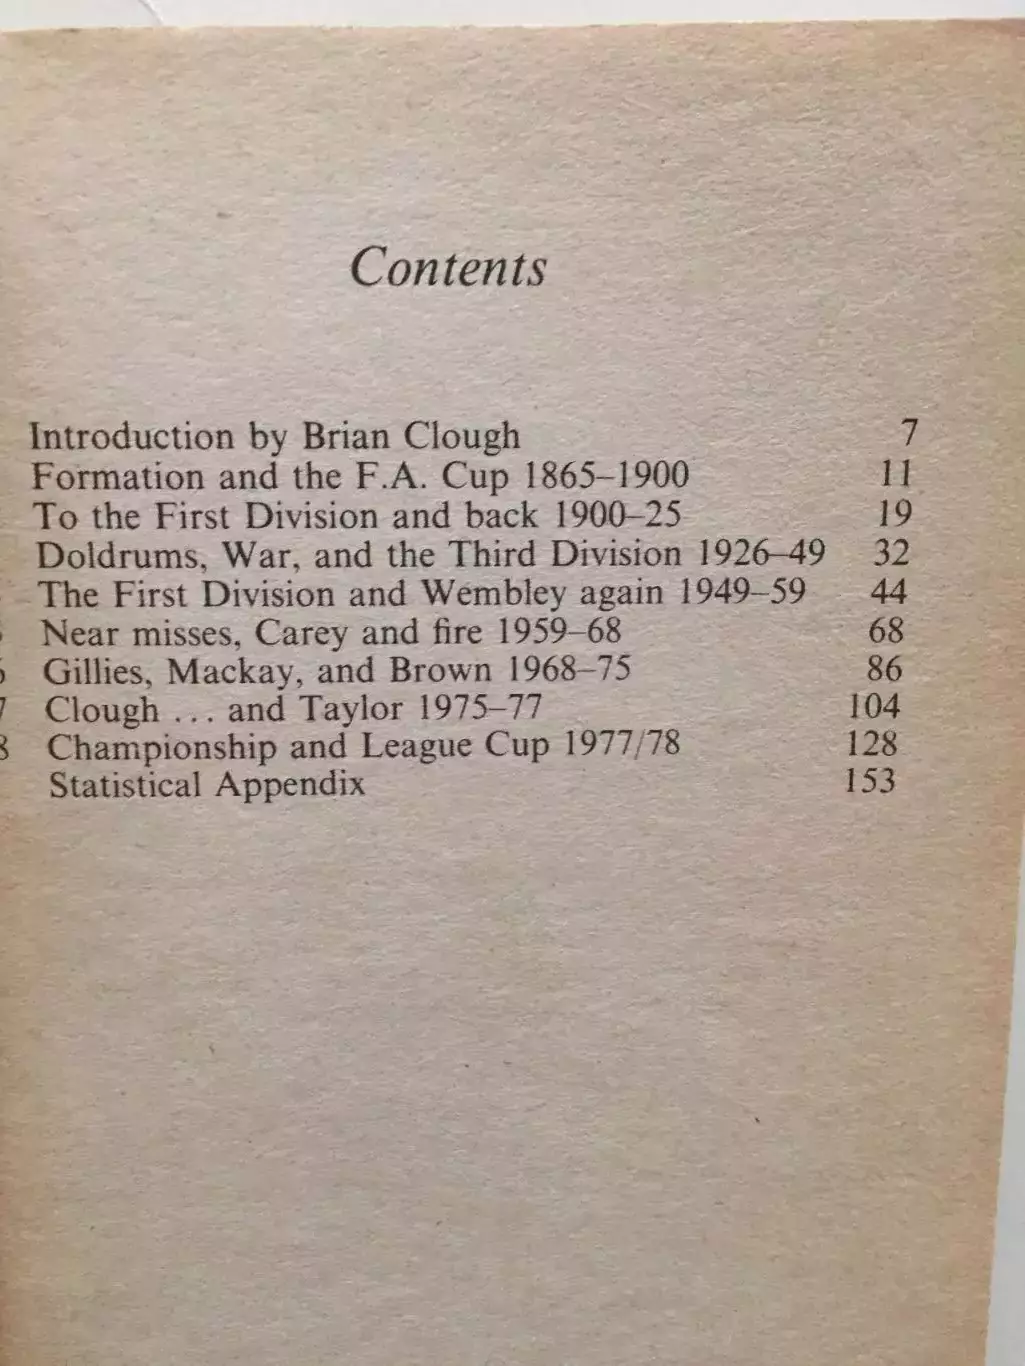 Contents
Introduction by Brian Clough 7
Formation and the F.A. Cup 1865–1900 11
To the First Division and back 1900–25 19
Doldrums, War, and the Third Division 1926–49 32
The First Division and Wembley again 1949–59 44
Near misses, Carey and fire 1959–68 68
Gillies, Mackay, and Brown 1968–75 86
7 Clough ... and Taylor 1975–77 104
8 Championship and League Cup 1977/78 128
Statistical Appendix 153